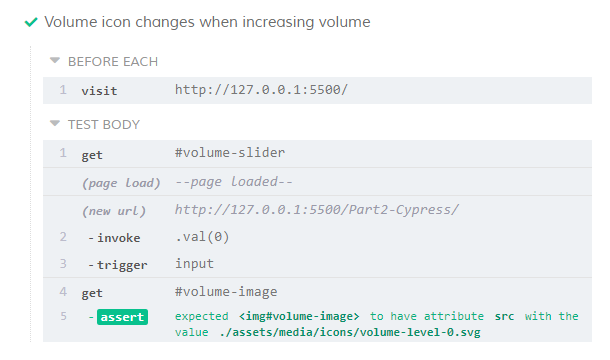 Volume icon changes when increasing volume
BEFORE EACH
1 visit http://127.0.0.1:5500/
TEST BODY
1 get #volume-slider
(page load) --page loaded--
(new url) http://127.0.0.1:5500/Part2-Cypress/
2 -invoke .val(0)
3 -trigger input
4 get #volume-image
5 -assert expected <img#volume-image> to have attribute src with the
value ./assets/media/icons/volume-level-0.svg